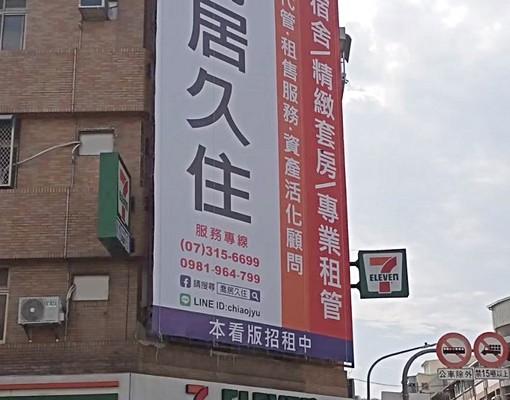 居久住
宿舍/精緻套房/專業租管
代管·租售服務·資產活化顧問
服務專線
(07)315-6699
0981-964-799
請搜尋 喬居久住
LINE ID:chiaojyu
本看版招租中
7
ELEVEN
公車除外
禁15噸以上
7 ELEVEN